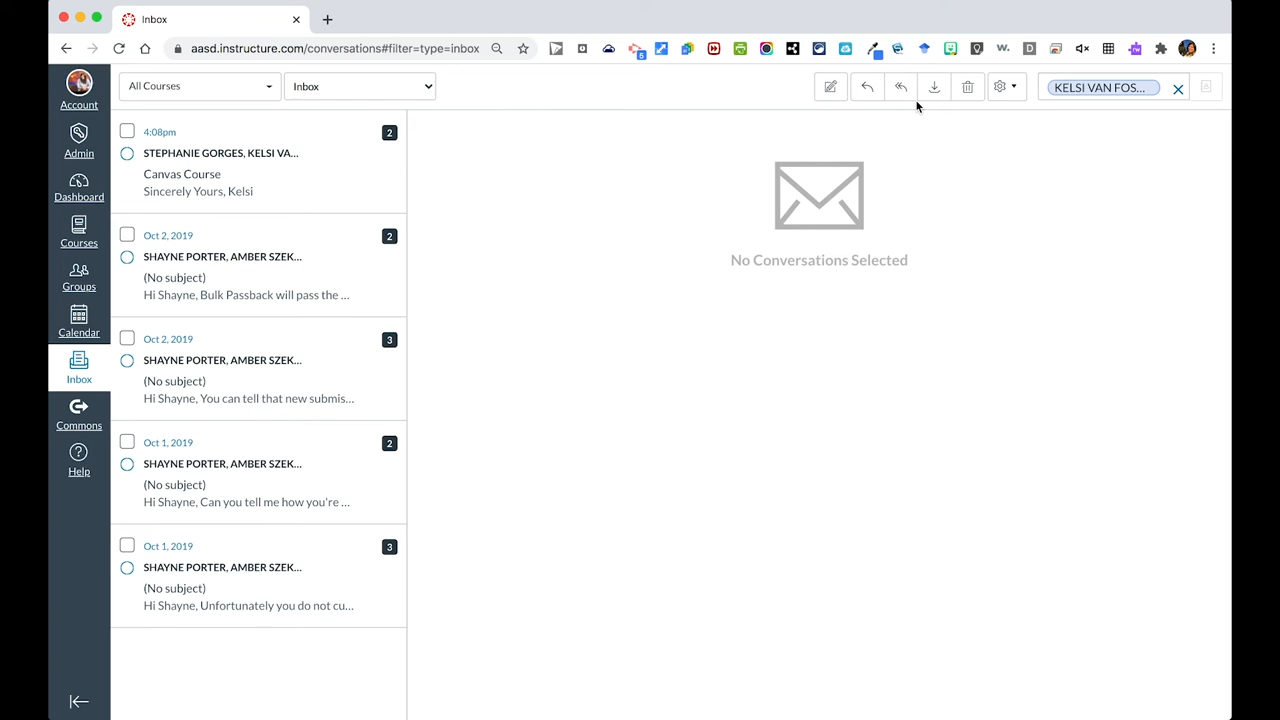 Inbox
aasd.instructure.com/conversations#filter=type=inbox
5
w.
D
Account
Admin
Dashboard
Courses
Groups
Calendar
Inbox
Commons
Help
All Courses
Inbox
KELSI VAN FOS...
4:08pm
2
STEPHANIE GORGES, KELSI VA...
Canvas Course
Sincerely Yours, Kelsi
Oct 2, 2019
2
SHAYNE PORTER, AMBER SZEK...
(No subject)
Hi Shayne, Bulk Passback will pass the ...
Oct 2, 2019
3
SHAYNE PORTER, AMBER SZEK...
(No subject)
Hi Shayne, You can tell that new submis...
Oct 1, 2019
2
SHAYNE PORTER, AMBER SZEK...
(No subject)
Hi Shayne, Can you tell me how you're ...
Oct 1, 2019
3
SHAYNE PORTER, AMBER SZEK...
(No subject)
Hi Shayne, Unfortunately you do not cu...
No Conversations Selected